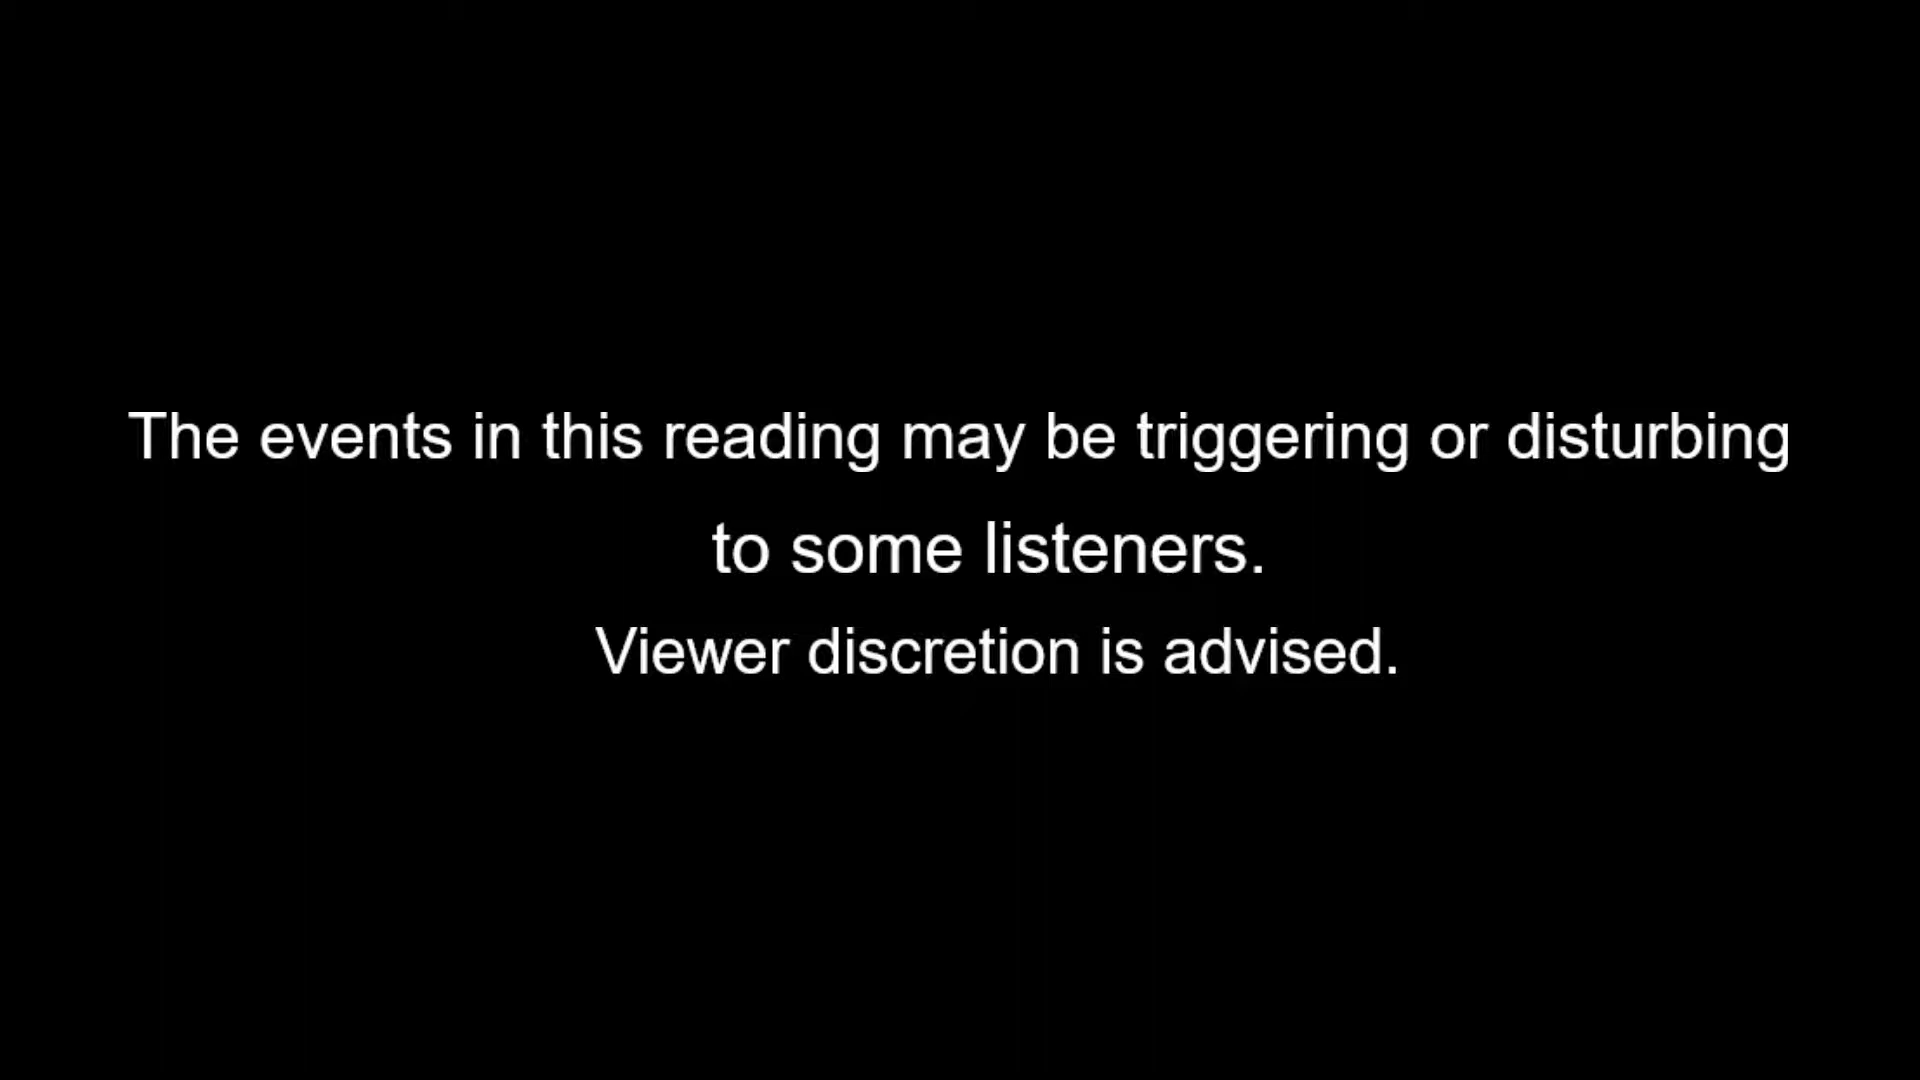 The events in this reading may be triggering or disturbing
to some listeners.
Viewer discretion is advised.